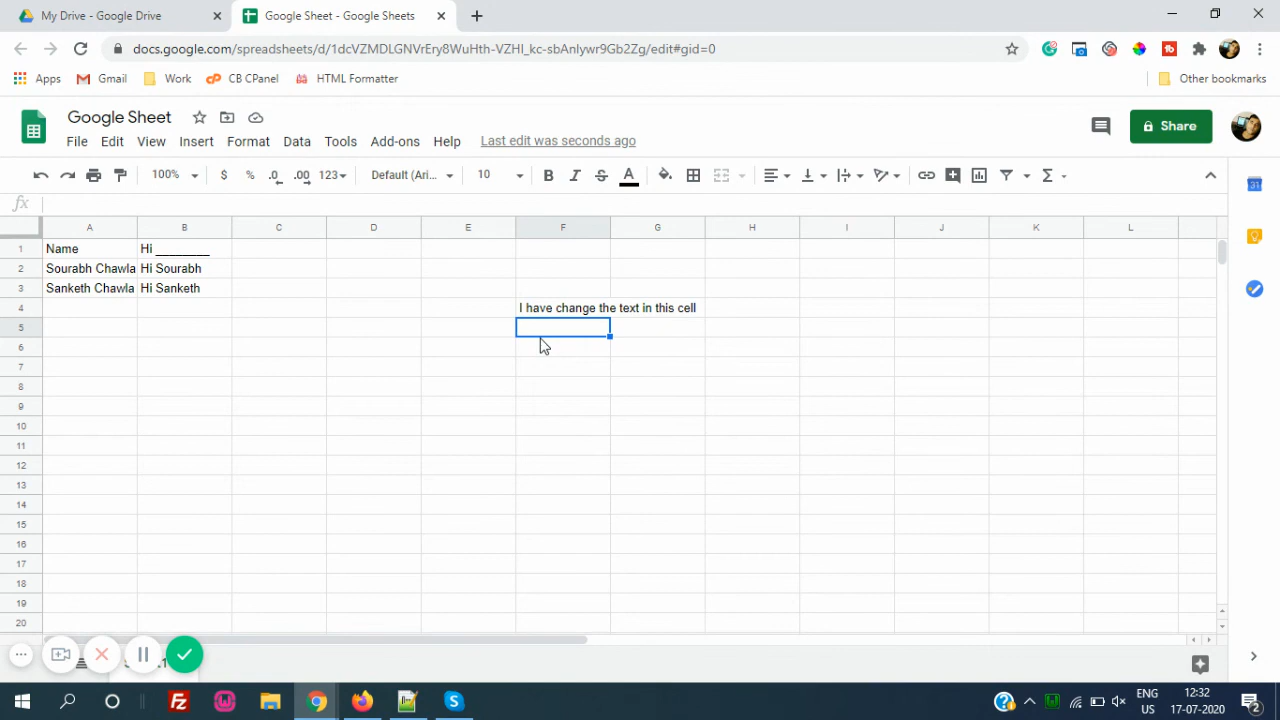 My Drive - Google Drive
Google Sheet - Google Sheets
docs.google.com/spreadsheets/d/1dcVZMDLGNVrEry8WuHth-VZHI_kc-sbAnlywr9Gb2Zg/edit#gid=0
Apps Gmail Work CB CPanel HTML Formatter Other bookmarks
Google Sheet
Share
File Edit View Insert Format Data Tools Add-ons Help Last edit was seconds ago
100% $ % .0 .00 123 Default (Ari... 10 B I S A
fx
A B C D E F G H I J K L
1 Name Hi ________
2 Sourabh Chawla Hi Sourabh
3 Sanketh Chawla Hi Sanketh
4 I have change the text in this cell
5
6
7
8
9
10
11
12
13
14
15
16
17
18
19
20
ENG 12:32
US 17-07-2020
2